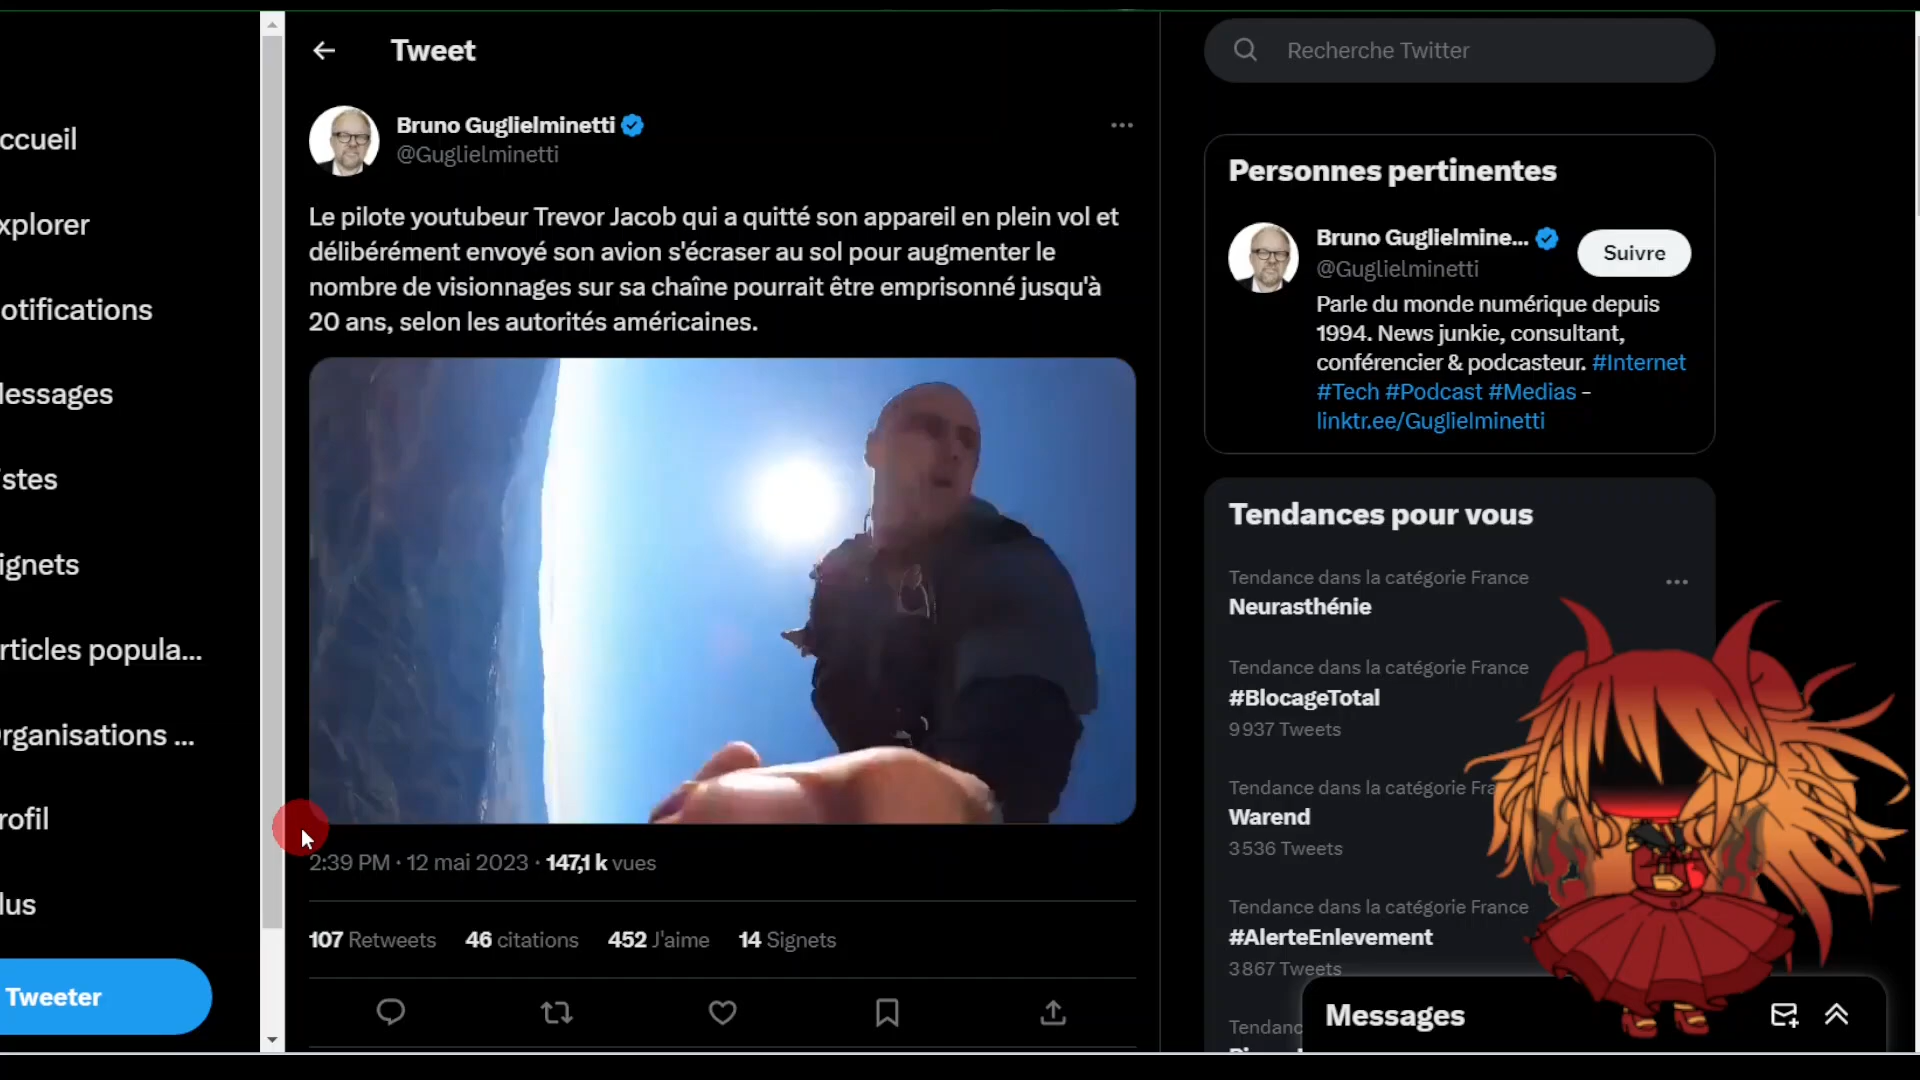 ccueil
xplorer
otifications
essages
istes
ignets
rticles popula...
rganisations ...
rofil
lus
Tweeter
Tweet
Bruno Guglielminetti
@Guglielminetti
Le pilote youtubeur Trevor Jacob qui a quitté son appareil en plein vol et
délibérément envoyé son avion s'écraser au sol pour augmenter le
nombre de visionnages sur sa chaîne pourrait être emprisonné jusqu'à
20 ans, selon les autorités américaines.
2:39 PM · 12 mai 2023 · 147,1 k vues
107 Retweets 46 citations 452 J'aime 14 Signets
Recherche Twitter
Personnes pertinentes
Bruno Guglielmine...
@Guglielminetti
Suivre
Parle du monde numérique depuis
1994. News junkie, consultant,
conférencier & podcasteur. #Internet
#Tech #Podcast #Medias -
linktr.ee/Guglielminetti
Tendances pour vous
Tendance dans la catégorie France
Neurasthénie
Tendance dans la catégorie France
#BlocageTotal
9 937 Tweets
Tendance dans la catégorie Fra
Warend
3 536 Tweets
Tendance dans la catégorie France
#AlerteEnlevement
3 867 Tweets
Tendanc
Messages